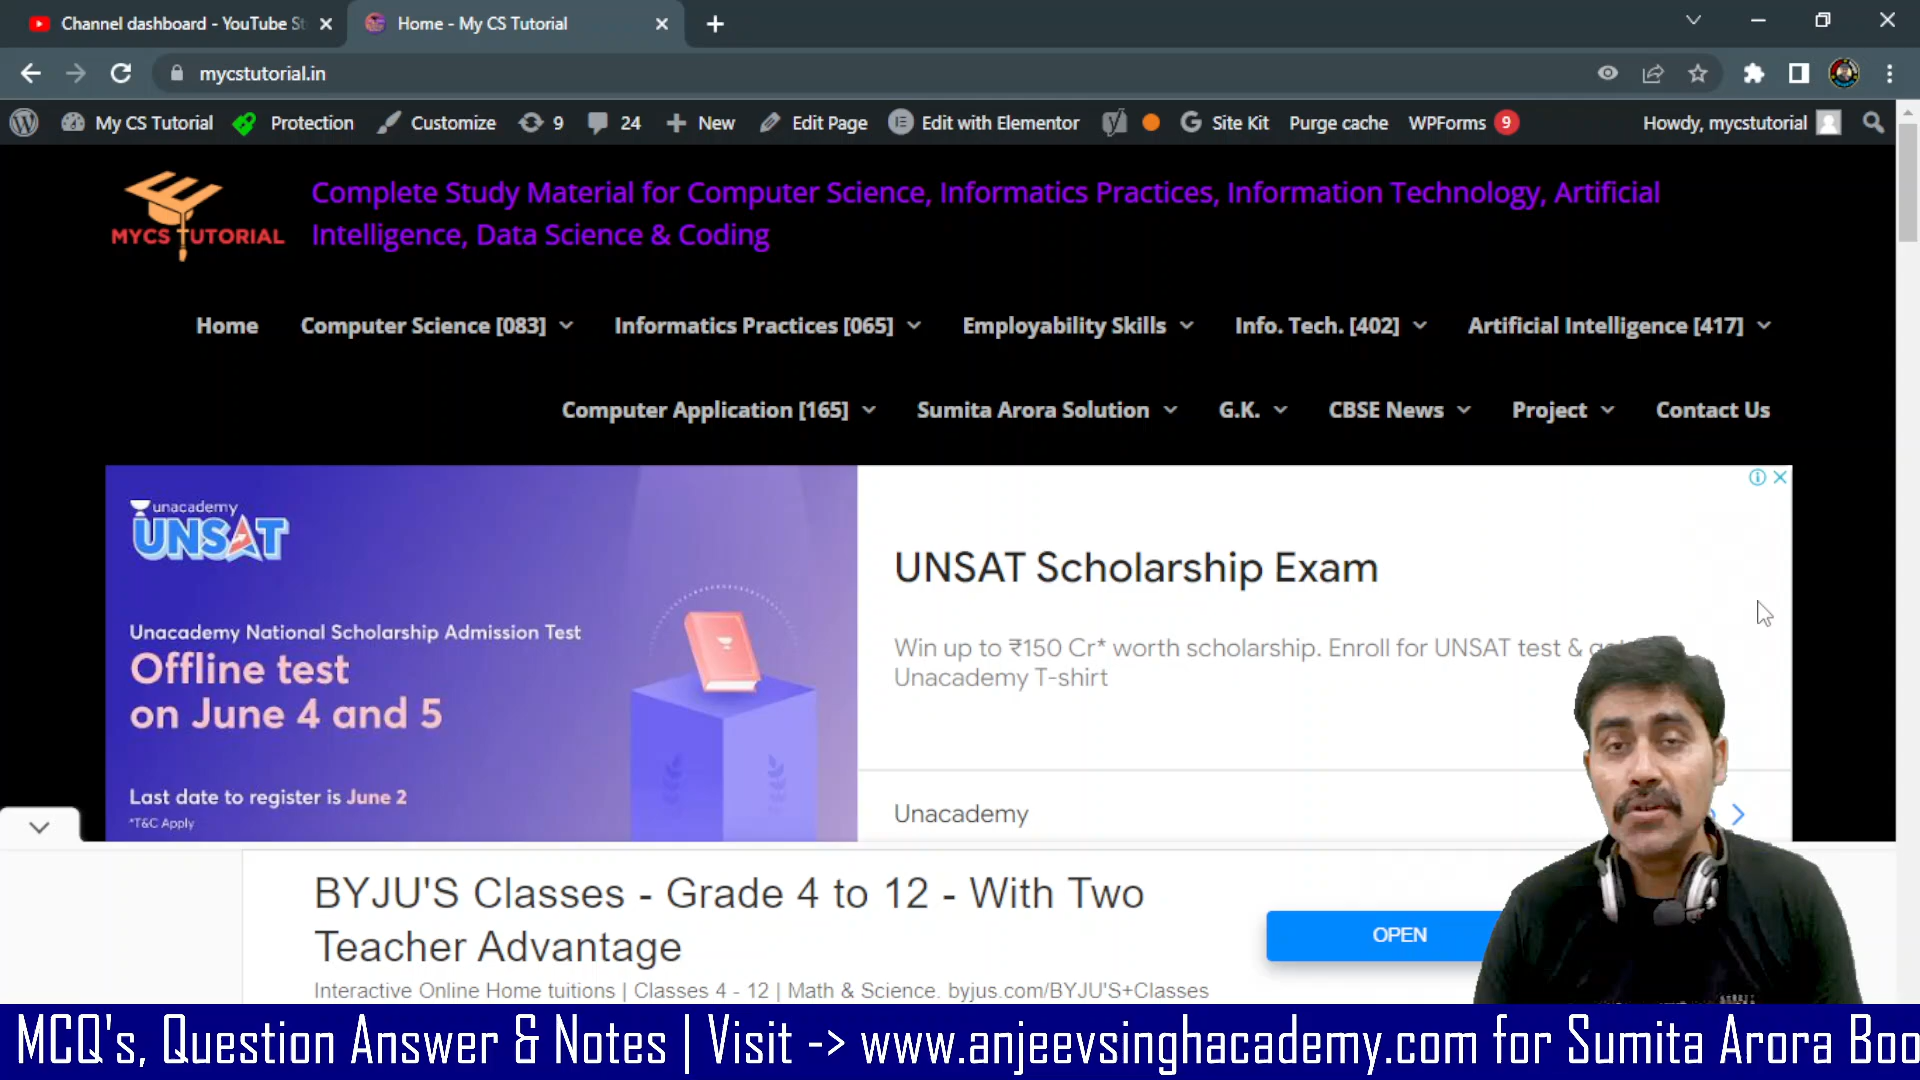 Channel dashboard - YouTube St
Home - My CS Tutorial
mycstutorial.in
My CS Tutorial Protection Customize 9 24 New Edit Page Edit with Elementor Site Kit Purge cache WPForms 9 Howdy, mycstutorial
MYCS TUTORIAL
Complete Study Material for Computer Science, Informatics Practices, Information Technology, Artificial
Intelligence, Data Science & Coding
Home Computer Science [083] Informatics Practices [065] Employability Skills Info. Tech. [402] Artificial Intelligence [417]
Computer Application [165] Sumita Arora Solution G.K. CBSE News Project Contact Us
unacademy
UNSAT
Unacademy National Scholarship Admission Test
Offline test
on June 4 and 5
Last date to register is June 2
*T&C Apply
UNSAT Scholarship Exam
Win up to ₹150 Cr* worth scholarship. Enroll for UNSAT test &
Unacademy T-shirt
Unacademy
BYJU'S Classes - Grade 4 to 12 - With Two
Teacher Advantage
Interactive Online Home tuitions | Classes 4 - 12 | Math & Science. byjus.com/BYJU'S+Classes
OPEN
MCQ's, Question Answer & Notes | Visit -> www.anjeevsinghacademy.com for Sumita Arora Boo